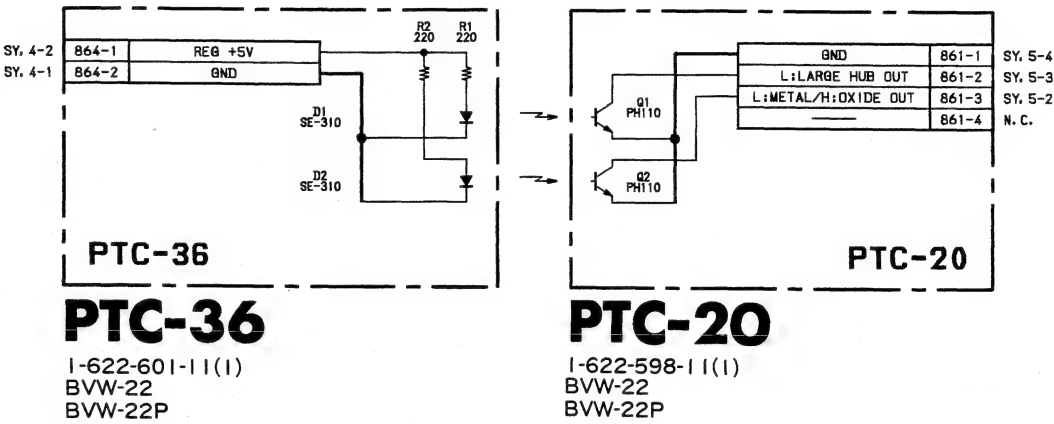 R2 R1
220 220
SY. 4-2 864-1 REG +5V
SY. 4-1 864-2 GND
D1
SE-310
D2
SE-310
PTC-36
GND 861-1 SY. 5-4
L:LARGE HUB OUT 861-2 SY. 5-3
L:METAL/H:OXIDE OUT 861-3 SY. 5-2
861-4 N.C.
Q1
PH110
Q2
PH110
PTC-20
PTC-36
1-622-601-11(1)
BVW-22
BVW-22P
PTC-20
1-622-598-11(1)
BVW-22
BVW-22P